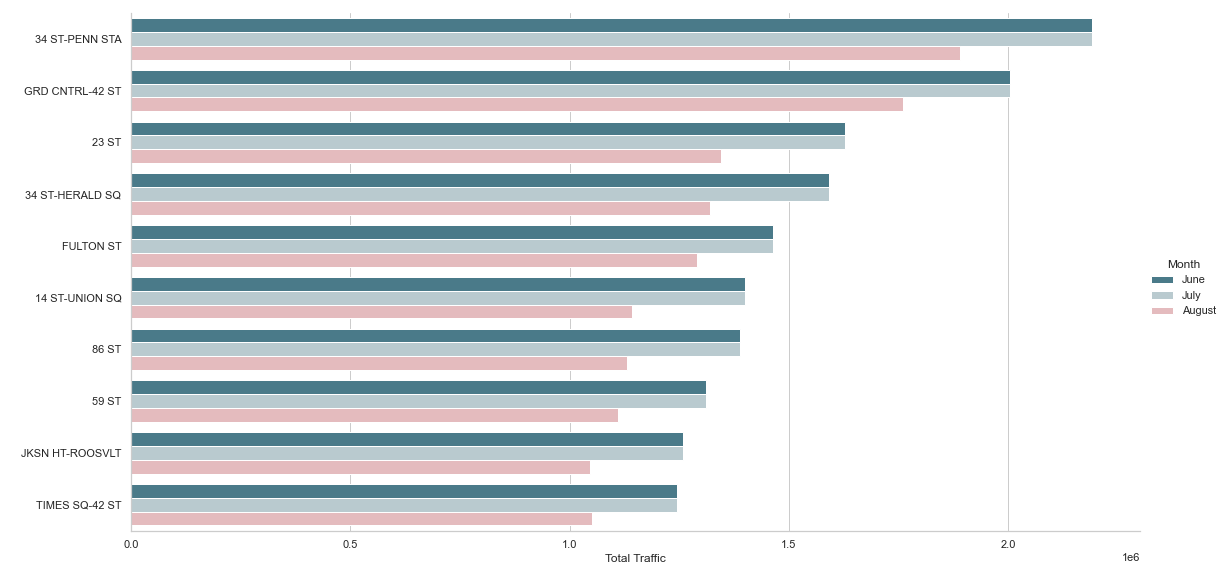 34 ST-PENN STA
GRD CNTRL-42 ST
23 ST
34 ST-HERALD SQ
FULTON ST
14 ST-UNION SQ
86 ST
59 ST
JKSN HT-ROOSVLT
TIMES SQ-42 ST
0.0 0.5 1.0 1.5 2.0
Total Traffic
1e6
Month
June
July
August